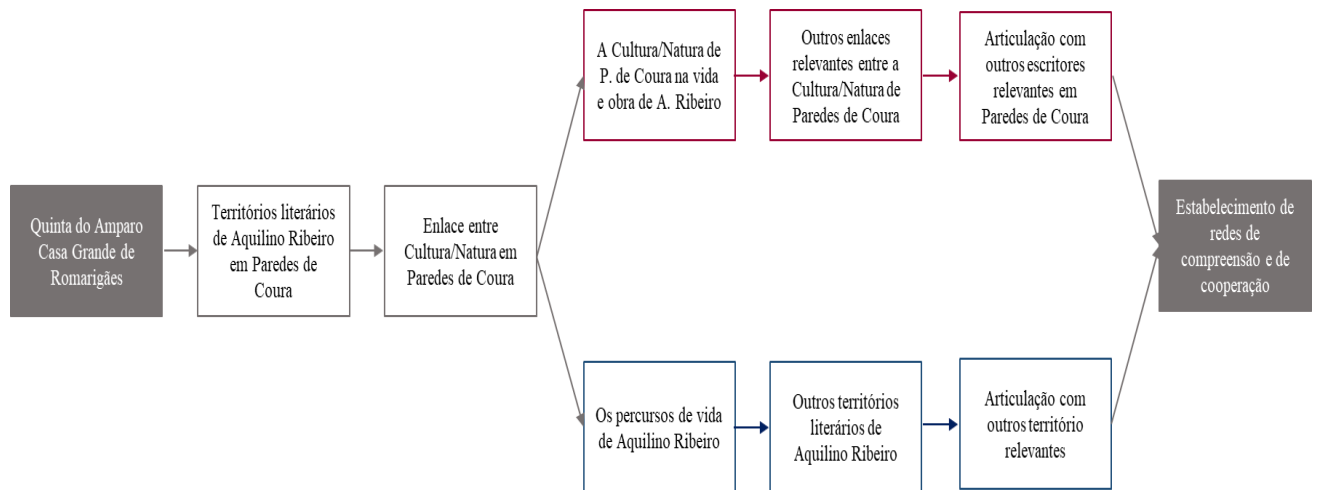 Quinta do Amparo
Casa Grande de
Romarigães
Territórios literários
de Aquilino Ribeiro
em Paredes de
Coura
Enlace entre
Cultura/Natura em
Paredes de Coura
A Cultura/Natura de
P. de Coura na vida
e obra de A. Ribeiro
Outros enlaces
relevantes entre a
Cultura/Natura de
Paredes de Coura
Articulação com
outros escritores
relevantes em
Paredes de Coura
Os percursos de vida
de Aquilino Ribeiro
Outros territórios
literários de
Aquilino Ribeiro
Articulação com
outros território
relevantes
Estabelecimento de
redes de
compreensão e de
cooperação